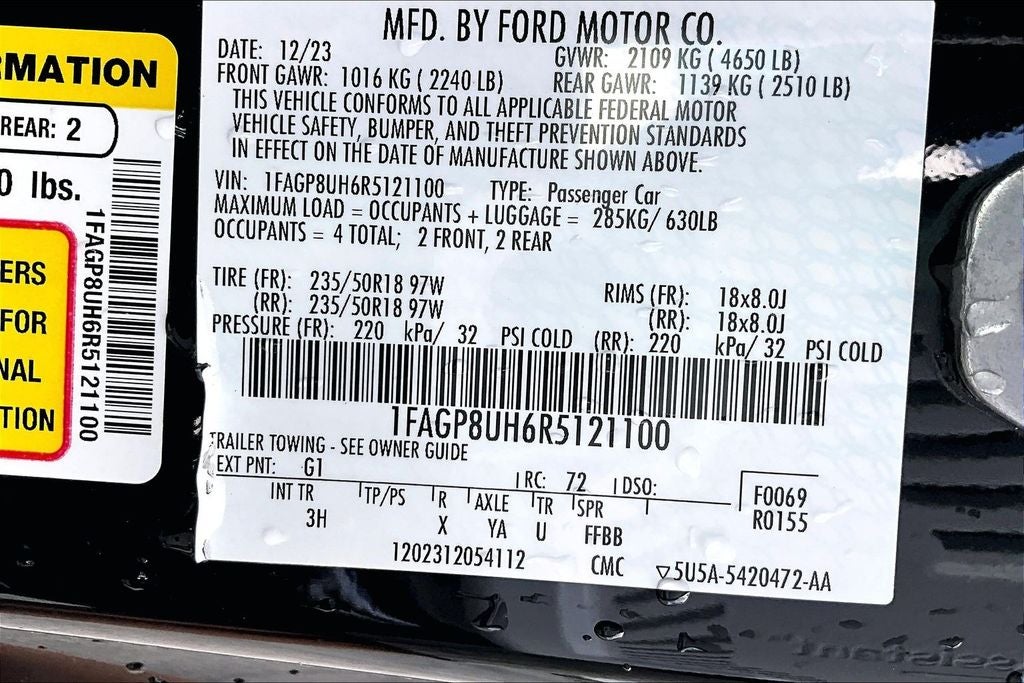 MFD. BY FORD MOTOR CO.
DATE: 12/23 GVWR: 2109 KG ( 4650 LB)
FRONT GAWR: 1016 KG ( 2240 LB) REAR GAWR: 1139 KG ( 2510 LB)
THIS VEHICLE CONFORMS TO ALL APPLICABLE FEDERAL MOTOR
VEHICLE SAFETY, BUMPER, AND THEFT PREVENTION STANDARDS
IN EFFECT ON THE DATE OF MANUFACTURE SHOWN ABOVE.
VIN: 1FAGP8UH6R5121100 TYPE: Passenger Car
MAXIMUM LOAD = OCCUPANTS + LUGGAGE = 285KG/ 630LB
OCCUPANTS = 4 TOTAL; 2 FRONT, 2 REAR
TIRE (FR): 235/50R18 97W RIMS (FR): 18x8.0J
(RR): 235/50R18 97W (RR): 18x8.0J
PRESSURE (FR): 220 kPa/ 32 PSI COLD (RR): 220 kPa/ 32 PSI COLD
1FAGP8UH6R5121100
TRAILER TOWING - SEE OWNER GUIDE
EXT PNT: G1 RC: 72 DSO:
INT TR TP/PS R AXLE TR SPR F0069
3H X YA U FFBB R0155
1202312054112 CMC ▽5U5A-5420472-AA
RMATION
REAR: 2
0 lbs.
ERS
FOR
NAL
TION
1FAGP8UH6R5121100